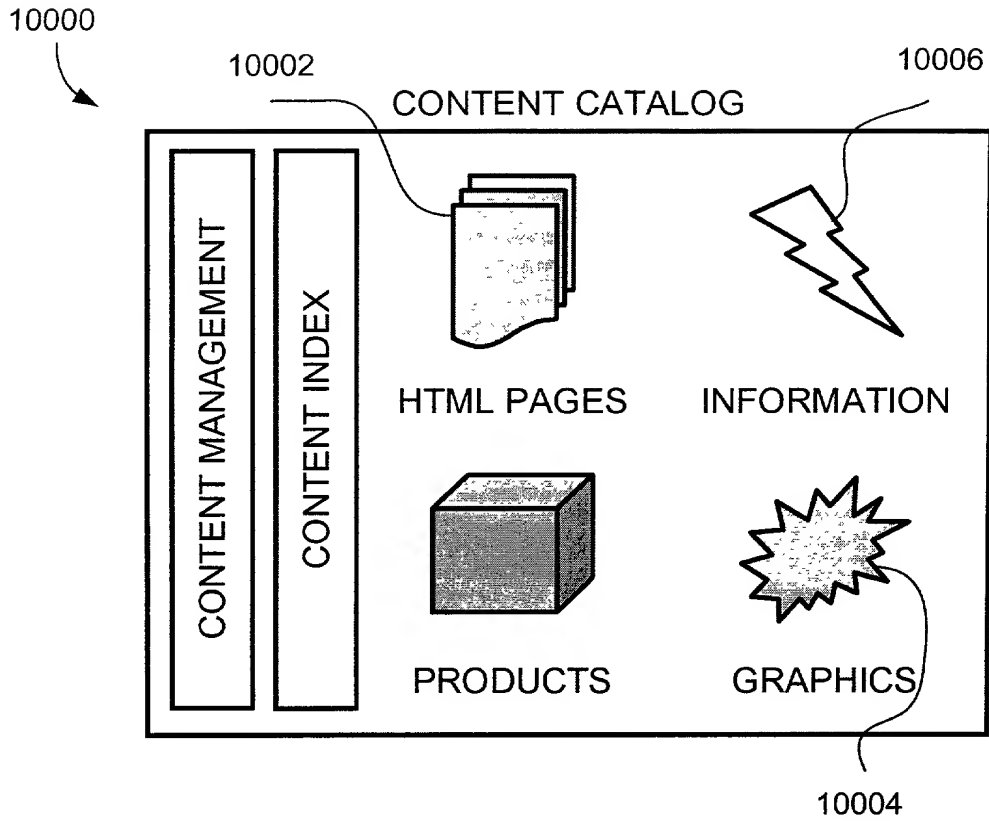 10000
10002
10006
CONTENT CATALOG
CONTENT MANAGEMENT
CONTENT INDEX
HTML PAGES
INFORMATION
PRODUCTS
GRAPHICS
10004